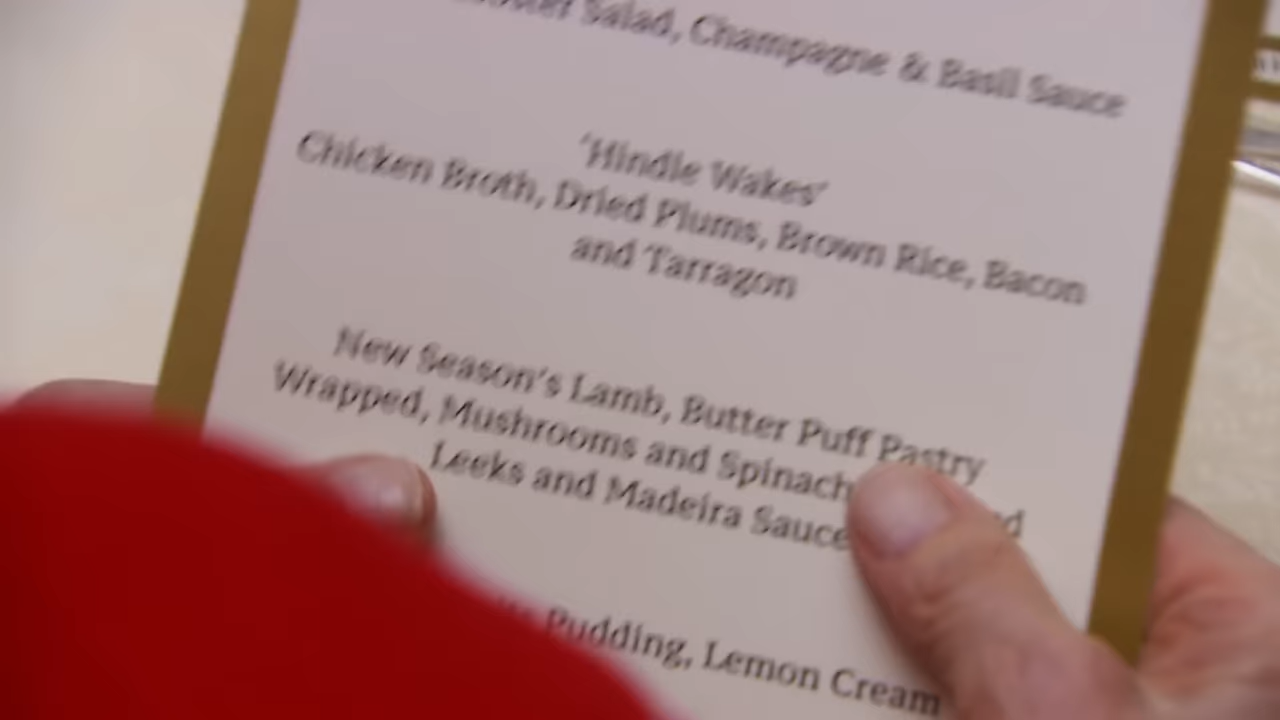 Salad, Champagne & Basil Sauce
'Hindle Wakes'
Chicken Broth, Dried Plums, Brown Rice, Bacon
and Tarragon
New Season's Lamb, Butter Puff Pastry
Wrapped, Mushrooms and Spinach
Leeks and Madeira Sauce
Pudding, Lemon Cream